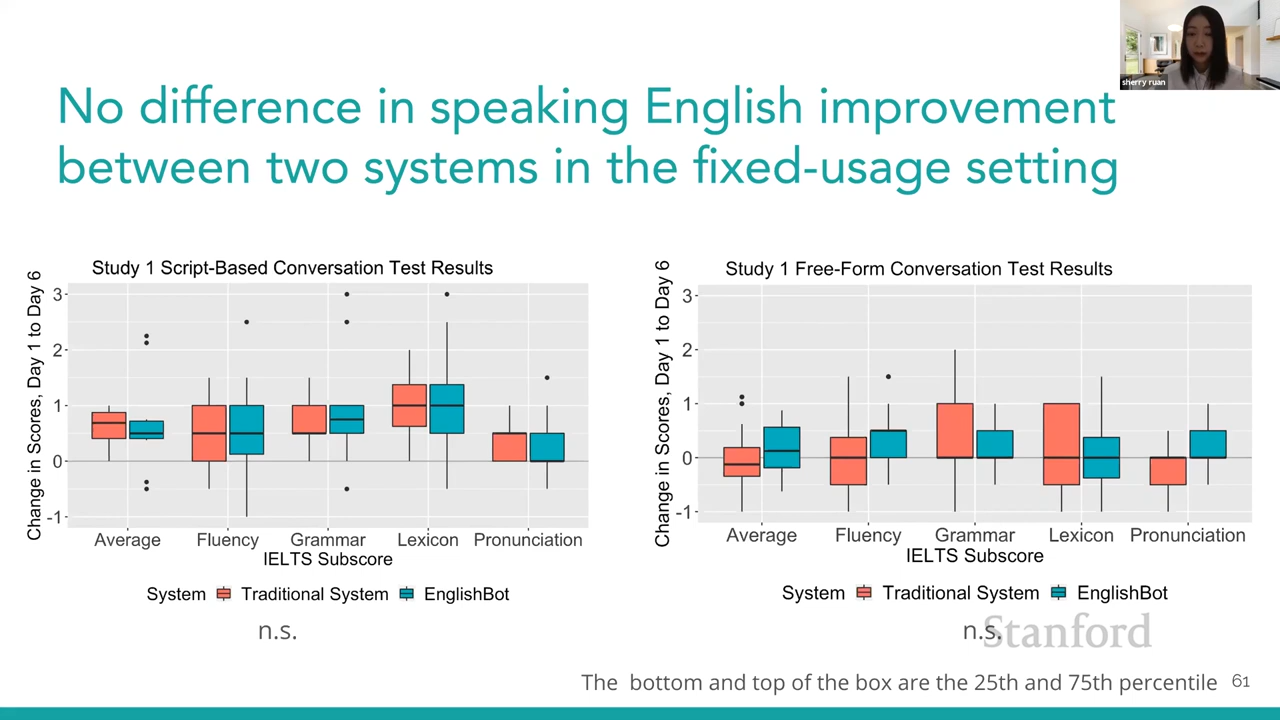 sherry ruan
No difference in speaking English improvement
between two systems in the fixed-usage setting
Study 1 Script-Based Conversation Test Results
Change in Scores, Day 1 to Day 6
3
2
1
0
-1
Average Fluency Grammar Lexicon Pronunciation
IELTS Subscore
System Traditional System EnglishBot
n.s.
Study 1 Free-Form Conversation Test Results
Change in Scores, Day 1 to Day 6
3
2
1
0
-1
Average Fluency Grammar Lexicon Pronunciation
IELTS Subscore
System Traditional System EnglishBot
n.s.
Stanford
The bottom and top of the box are the 25th and 75th percentile
61